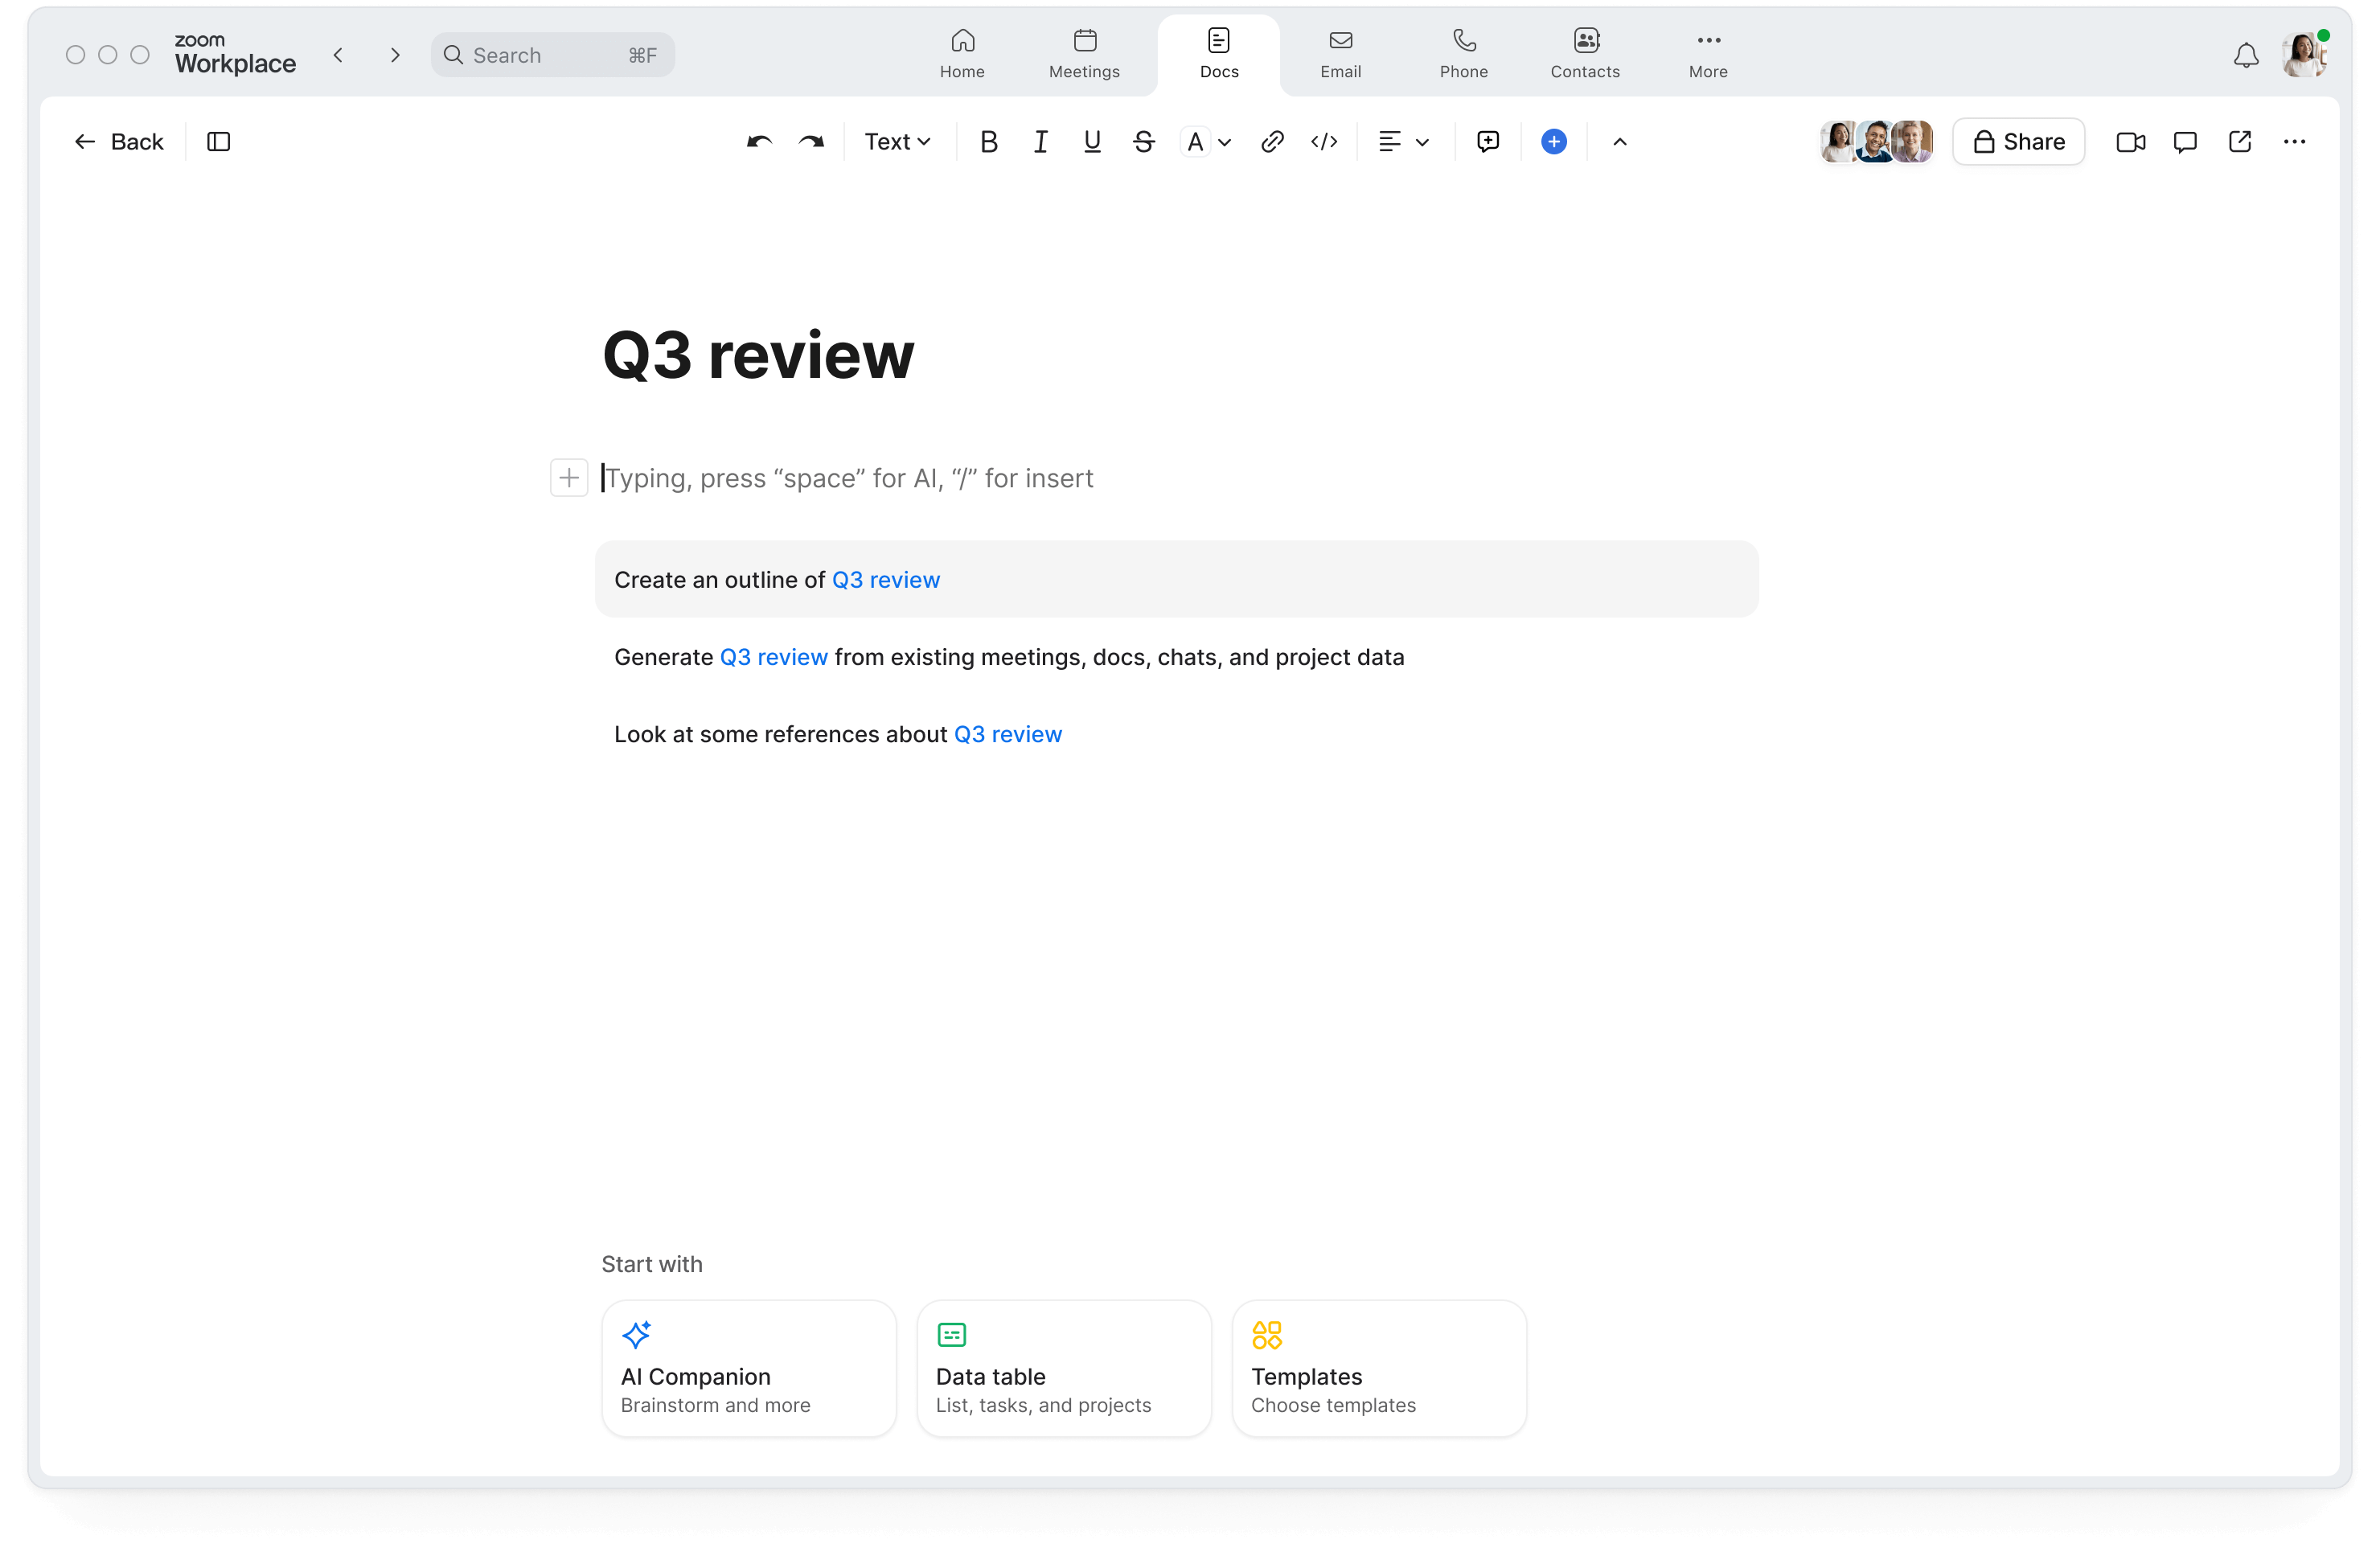 zoom
Workplace
Search ⌘F
Home
Meetings
Docs
Email
Phone
Contacts
More
Back
Text
B I U S A </>
Share
Q3 review
Typing, press “space” for AI, “/” for insert
Create an outline of Q3 review
Generate Q3 review from existing meetings, docs, chats, and project data
Look at some references about Q3 review
Start with
AI Companion
Brainstorm and more
Data table
List, tasks, and projects
Templates
Choose templates